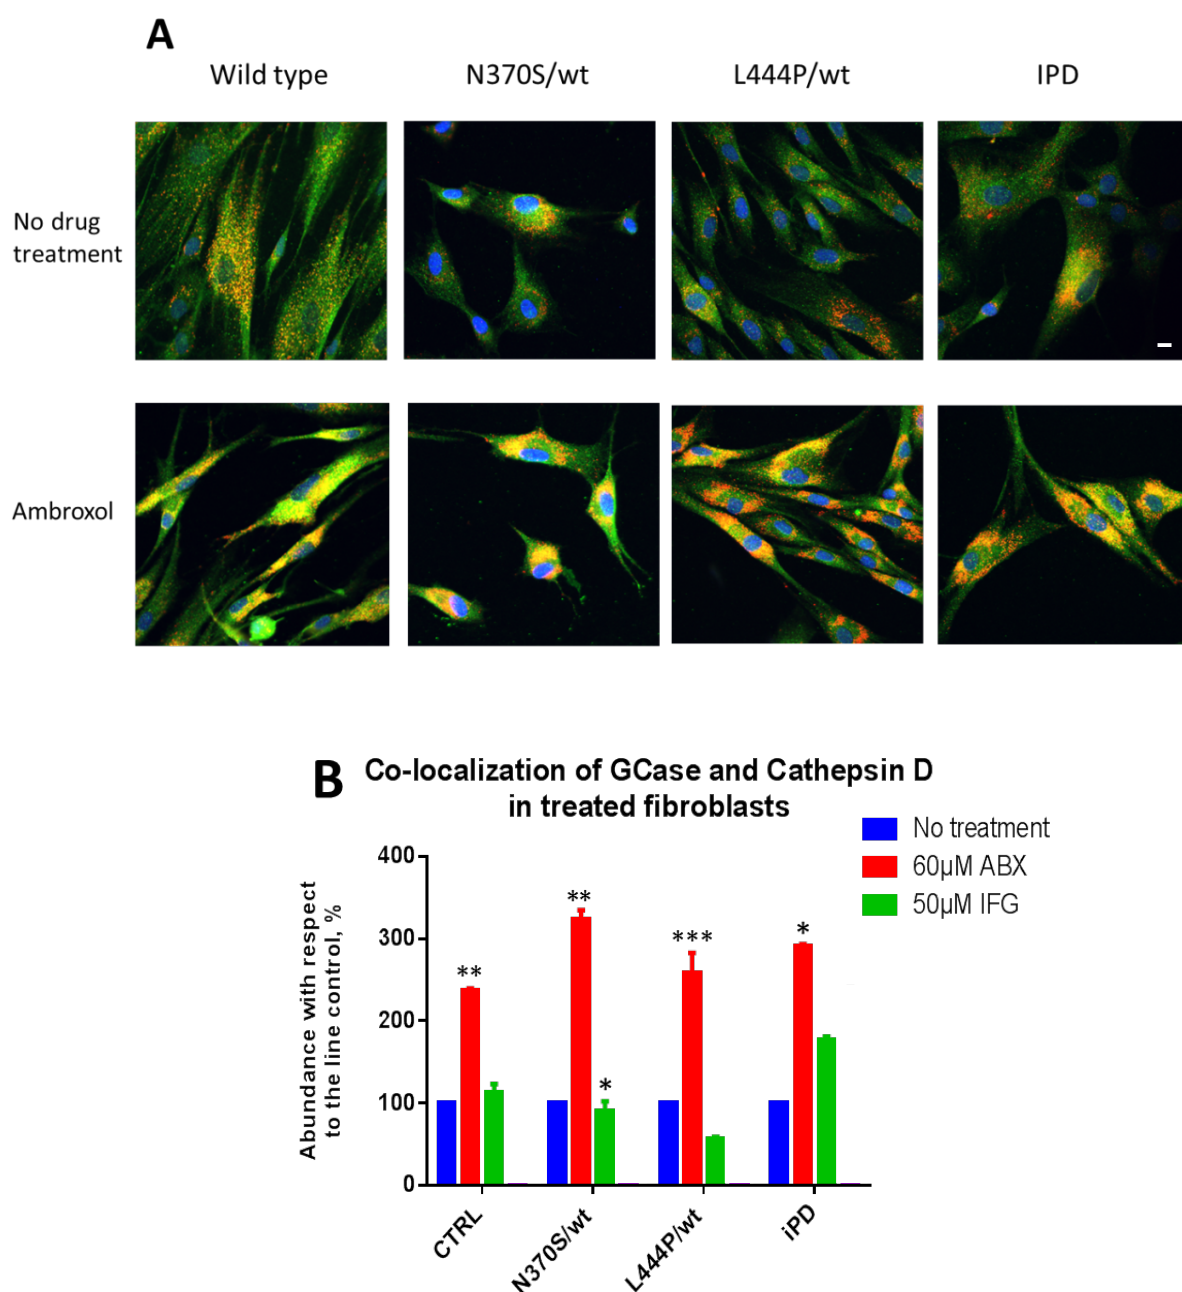 A
Wild type
N370S/wt
L444P/wt
IPD
No drug
treatment
Ambroxol
B
Co-localization of GCase and Cathepsin D
in treated fibroblasts
No treatment
60µM ABX
50µM IFG
Abundance with respect
to the line control, %
400
300
200
100
0
**
**
*
***
*
CTRL
N370S/wt
L444P/wt
iPD